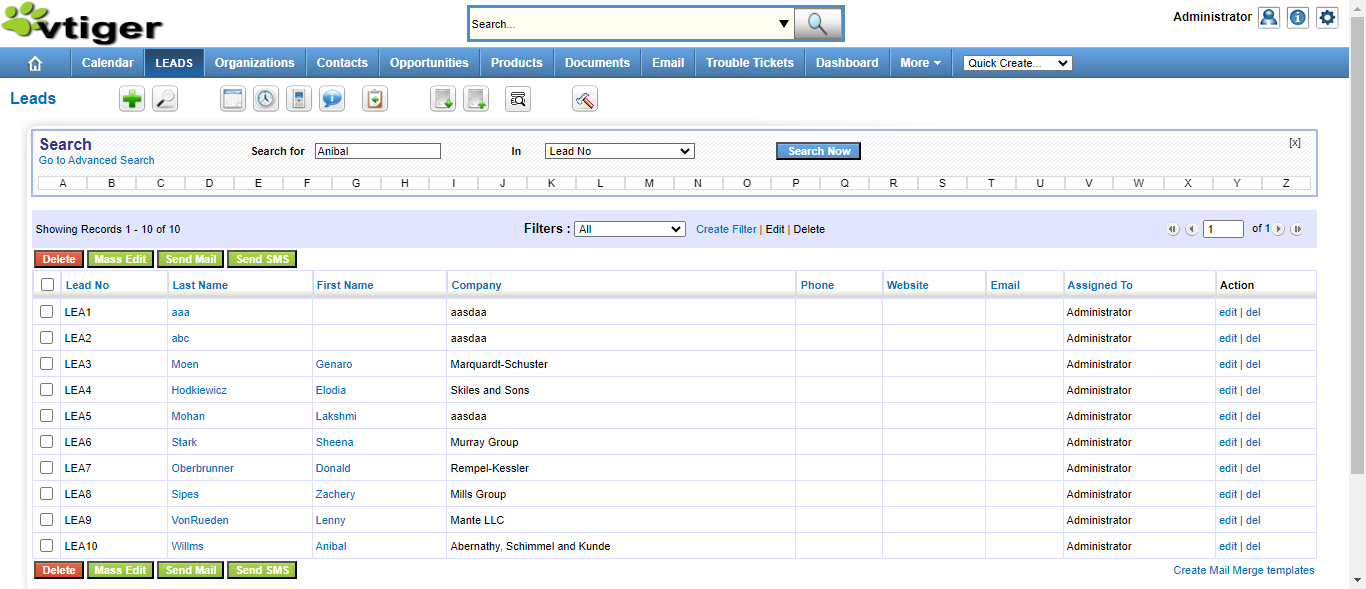 vtiger
Search...
Administrator
Calendar LEADS Organizations Contacts Opportunities Products Documents Email Trouble Tickets Dashboard More Quick Create...
Leads
Search
Go to Advanced Search
Search for Anibal In Lead No Search Now [x]
A B C D E F G H I J K L M N O P Q R S T U V W X Y Z
Showing Records 1 - 10 of 10 Filters : All Create Filter | Edit | Delete 1 of 1
Delete Mass Edit Send Mail Send SMS
Lead No Last Name First Name Company Phone Website Email Assigned To Action
LEA1 aaa aasdaa Administrator edit | del
LEA2 abc aasdaa Administrator edit | del
LEA3 Moen Genaro Marquardt-Schuster Administrator edit | del
LEA4 Hodkiewicz Elodia Skiles and Sons Administrator edit | del
LEA5 Mohan Lakshmi aasdaa Administrator edit | del
LEA6 Stark Sheena Murray Group Administrator edit | del
LEA7 Oberbrunner Donald Rempel-Kessler Administrator edit | del
LEA8 Sipes Zachery Mills Group Administrator edit | del
LEA9 VonRueden Lenny Mante LLC Administrator edit | del
LEA10 Willms Anibal Abernathy, Schimmel and Kunde Administrator edit | del
Delete Mass Edit Send Mail Send SMS Create Mail Merge templates